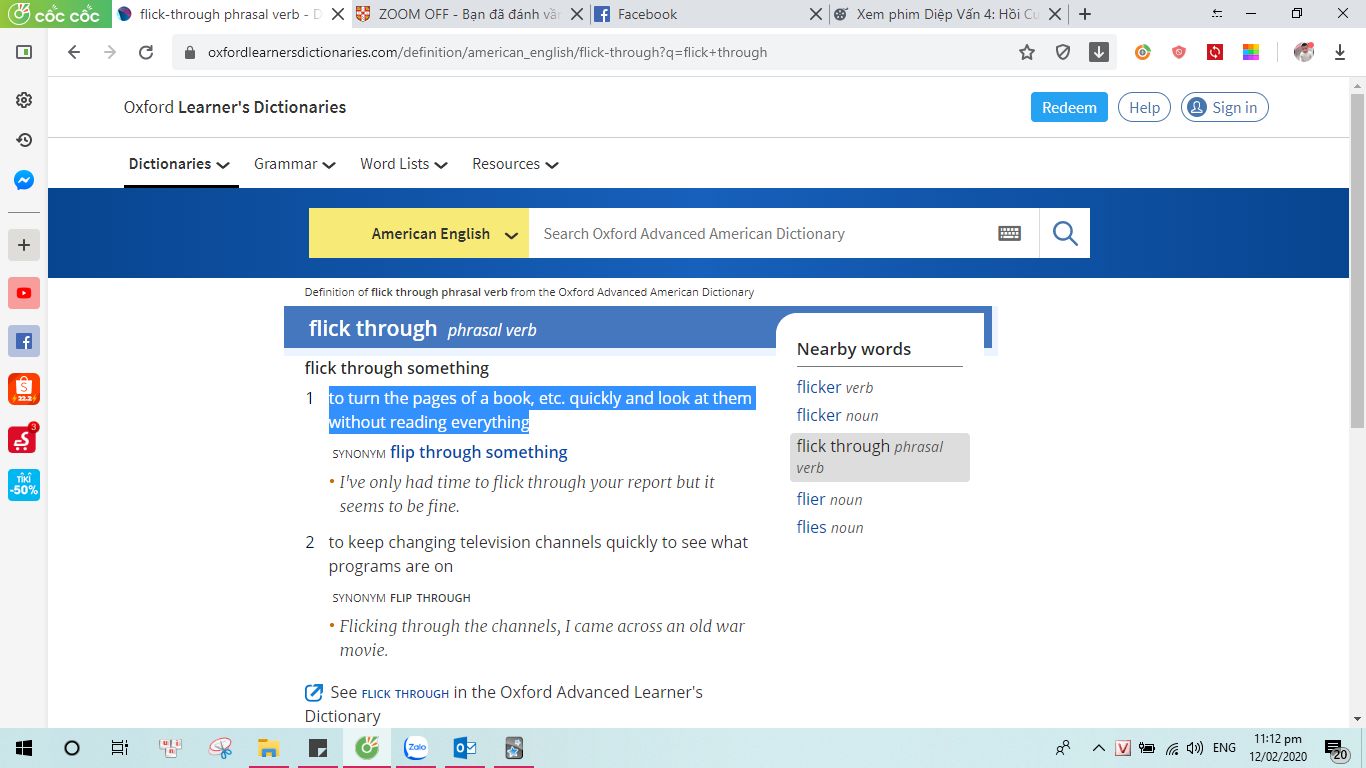 cốc cốc
flick-through phrasal verb - D
ZOOM OFF - Bạn đã đánh vần
Facebook
Xem phim Diệp Vấn 4: Hồi Cu
oxfordlearnersdictionaries.com/definition/american_english/flick-through?q=flick+through
Oxford Learner's Dictionaries
Redeem
Help
Sign in
Dictionaries
Grammar
Word Lists
Resources
American English
Search Oxford Advanced American Dictionary
Definition of flick through phrasal verb from the Oxford Advanced American Dictionary
flick through phrasal verb
flick through something
1 to turn the pages of a book, etc. quickly and look at them
without reading everything
SYNONYM flip through something
• I've only had time to flick through your report but it
seems to be fine.
2 to keep changing television channels quickly to see what
programs are on
SYNONYM FLIP THROUGH
• Flicking through the channels, I came across an old war
movie.
See FLICK THROUGH in the Oxford Advanced Learner's
Dictionary
Nearby words
flicker verb
flicker noun
flick through phrasal
verb
flier noun
flies noun
22.2
3
TIKI
-50%
Zalo
V
ENG
11:12 pm
12/02/2020
20